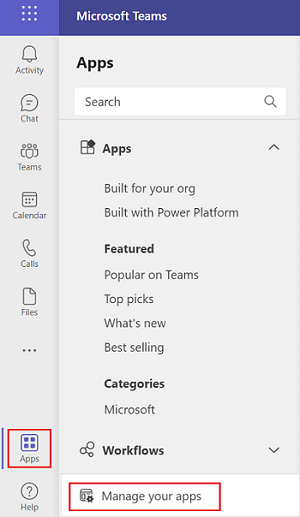 Microsoft Teams
Activity
Chat
Teams
Calendar
Calls
Files
Apps
Help
Apps
Search
Apps
Built for your org
Built with Power Platform
Featured
Popular on Teams
Top picks
What's new
Best selling
Categories
Microsoft
Workflows
Manage your apps